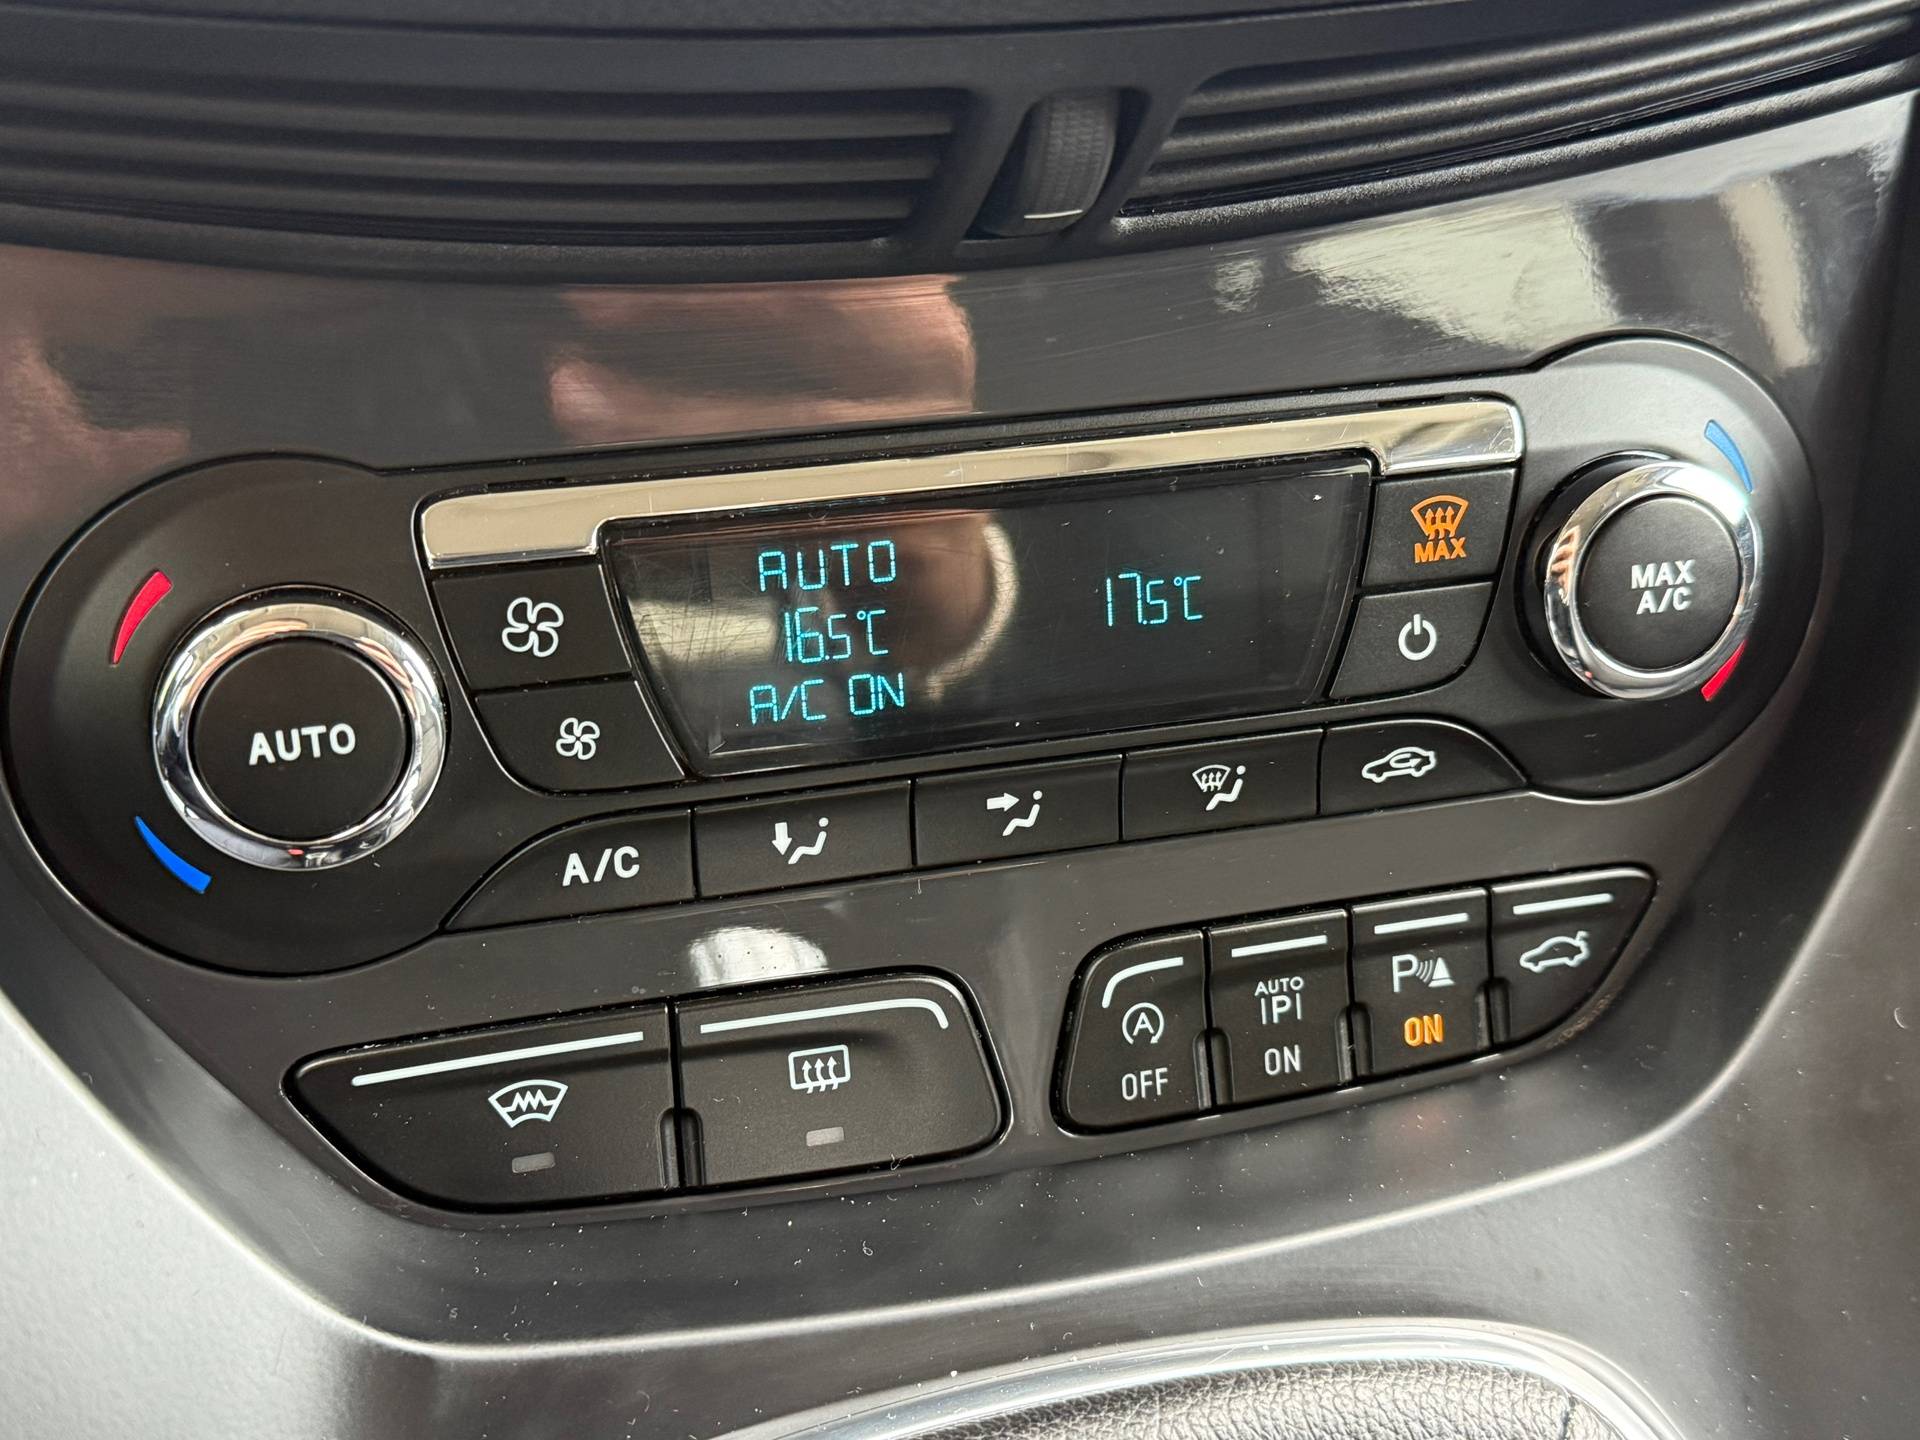 AUTO
16.5°C
A/C ON
17.5°C
MAX
MAX
A/C
AUTO
A/C
A
OFF
AUTO
P
ON
P
ON